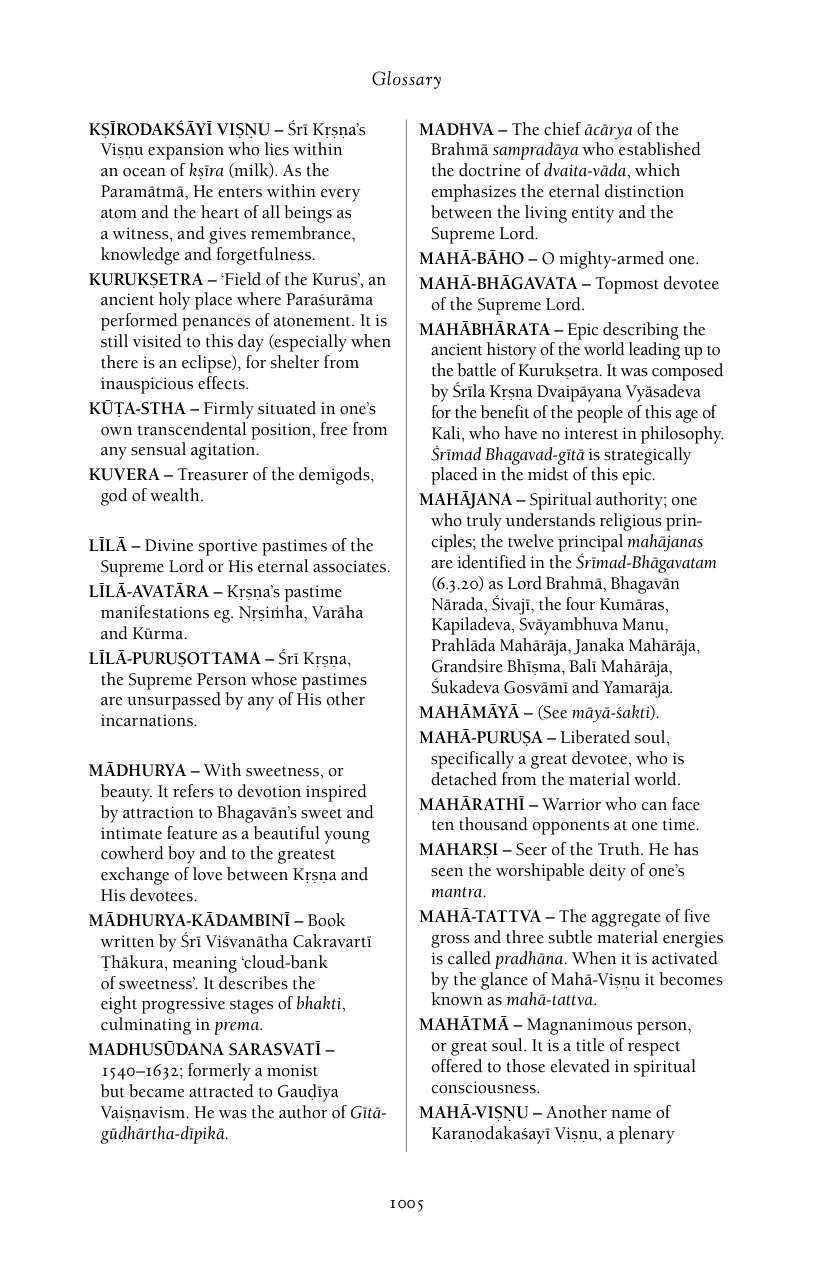 Glossary
KṢĪRODAKŚĀYĪ VIṢṆU – Śrī Kṛṣṇa’s
Viṣṇu expansion who lies within
an ocean of kṣīra (milk). As the
Paramātmā, He enters within every
atom and the heart of all beings as
a witness, and gives remembrance,
knowledge and forgetfulness.
KURUKṢETRA – ‘Field of the Kurus’, an
ancient holy place where Paraśurāma
performed penances of atonement. It is
still visited to this day (especially when
there is an eclipse), for shelter from
inauspicious effects.
KŪṬA-STHA – Firmly situated in one’s
own transcendental position, free from
any sensual agitation.
KUVERA – Treasurer of the demigods,
god of wealth.
LĪLĀ – Divine sportive pastimes of the
Supreme Lord or His eternal associates.
LĪLĀ-AVATĀRA – Kṛṣṇa’s pastime
manifestations eg. Nṛsiṁha, Varāha
and Kūrma.
LĪLĀ-PURUṢOTTAMA – Śrī Kṛṣṇa,
the Supreme Person whose pastimes
are unsurpassed by any of His other
incarnations.
MĀDHURYA – With sweetness, or
beauty. It refers to devotion inspired
by attraction to Bhagavān’s sweet and
intimate feature as a beautiful young
cowherd boy and to the greatest
exchange of love between Kṛṣṇa and
His devotees.
MĀDHURYA-KĀDAMBINĪ – Book
written by Śrī Viśvanātha Cakravartī
Ṭhākura, meaning ‘cloud-bank
of sweetness’. It describes the
eight progressive stages of bhakti,
culminating in prema.
MADHUSŪDANA SARASVATĪ –
1540–1632; formerly a monist
but became attracted to Gauḍīya
Vaiṣṇavism. He was the author of Gītā-
gūḍhārtha-dīpikā.
MADHVA – The chief ācārya of the
Brahmā sampradāya who established
the doctrine of dvaita-vāda, which
emphasizes the eternal distinction
between the living entity and the
Supreme Lord.
MAHĀ-BĀHO – O mighty-armed one.
MAHĀ-BHĀGAVATA – Topmost devotee
of the Supreme Lord.
MAHĀBHĀRATA – Epic describing the
ancient history of the world leading up to
the battle of Kurukṣetra. It was composed
by Śrīla Kṛṣṇa Dvaipāyana Vyāsadeva
for the benefit of the people of this age of
Kali, who have no interest in philosophy.
Śrīmad Bhagavad-gītā is strategically
placed in the midst of this epic.
MAHĀJANA – Spiritual authority; one
who truly understands religious prin-
ciples; the twelve principal mahājanas
are identified in the Śrīmad-Bhāgavatam
(6.3.20) as Lord Brahmā, Bhagavān
Nārada, Śivajī, the four Kumāras,
Kapiladeva, Svāyambhuva Manu,
Prahlāda Mahārāja, Janaka Mahārāja,
Grandsire Bhīṣma, Balī Mahārāja,
Śukadeva Gosvāmī and Yamarāja.
MAHĀMĀYĀ – (See māyā-śakti).
MAHĀ-PURUṢA – Liberated soul,
specifically a great devotee, who is
detached from the material world.
MAHĀRATHĪ – Warrior who can face
ten thousand opponents at one time.
MAHARṢI – Seer of the Truth. He has
seen the worshipable deity of one’s
mantra.
MAHĀ-TATTVA – The aggregate of five
gross and three subtle material energies
is called pradhāna. When it is activated
by the glance of Mahā-Viṣṇu it becomes
known as mahā-tattva.
MAHĀTMĀ – Magnanimous person,
or great soul. It is a title of respect
offered to those elevated in spiritual
consciousness.
MAHĀ-VIṢṆU – Another name of
Karaṇodakaśayī Viṣṇu, a plenary
1005